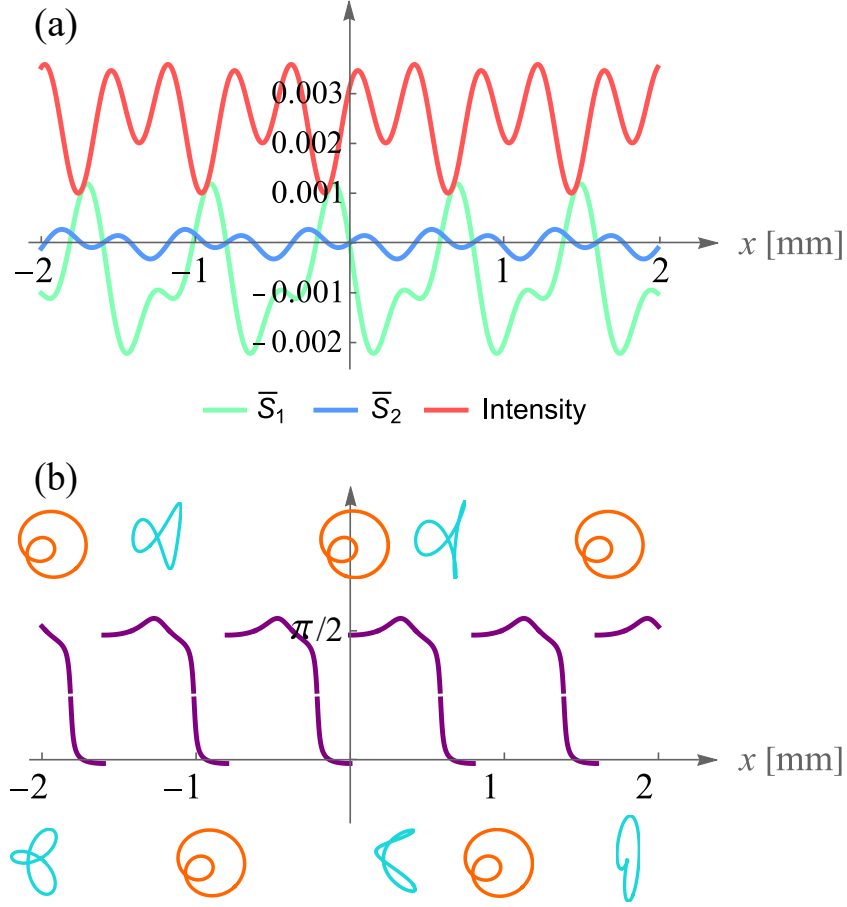 (a)
0.003
0.002
0.001
−2 −1 1 2 x [mm]
−0.001
−0.002
S̅₁ S̅₂ Intensity
(b)
π/2
−2 −1 1 2 x [mm]